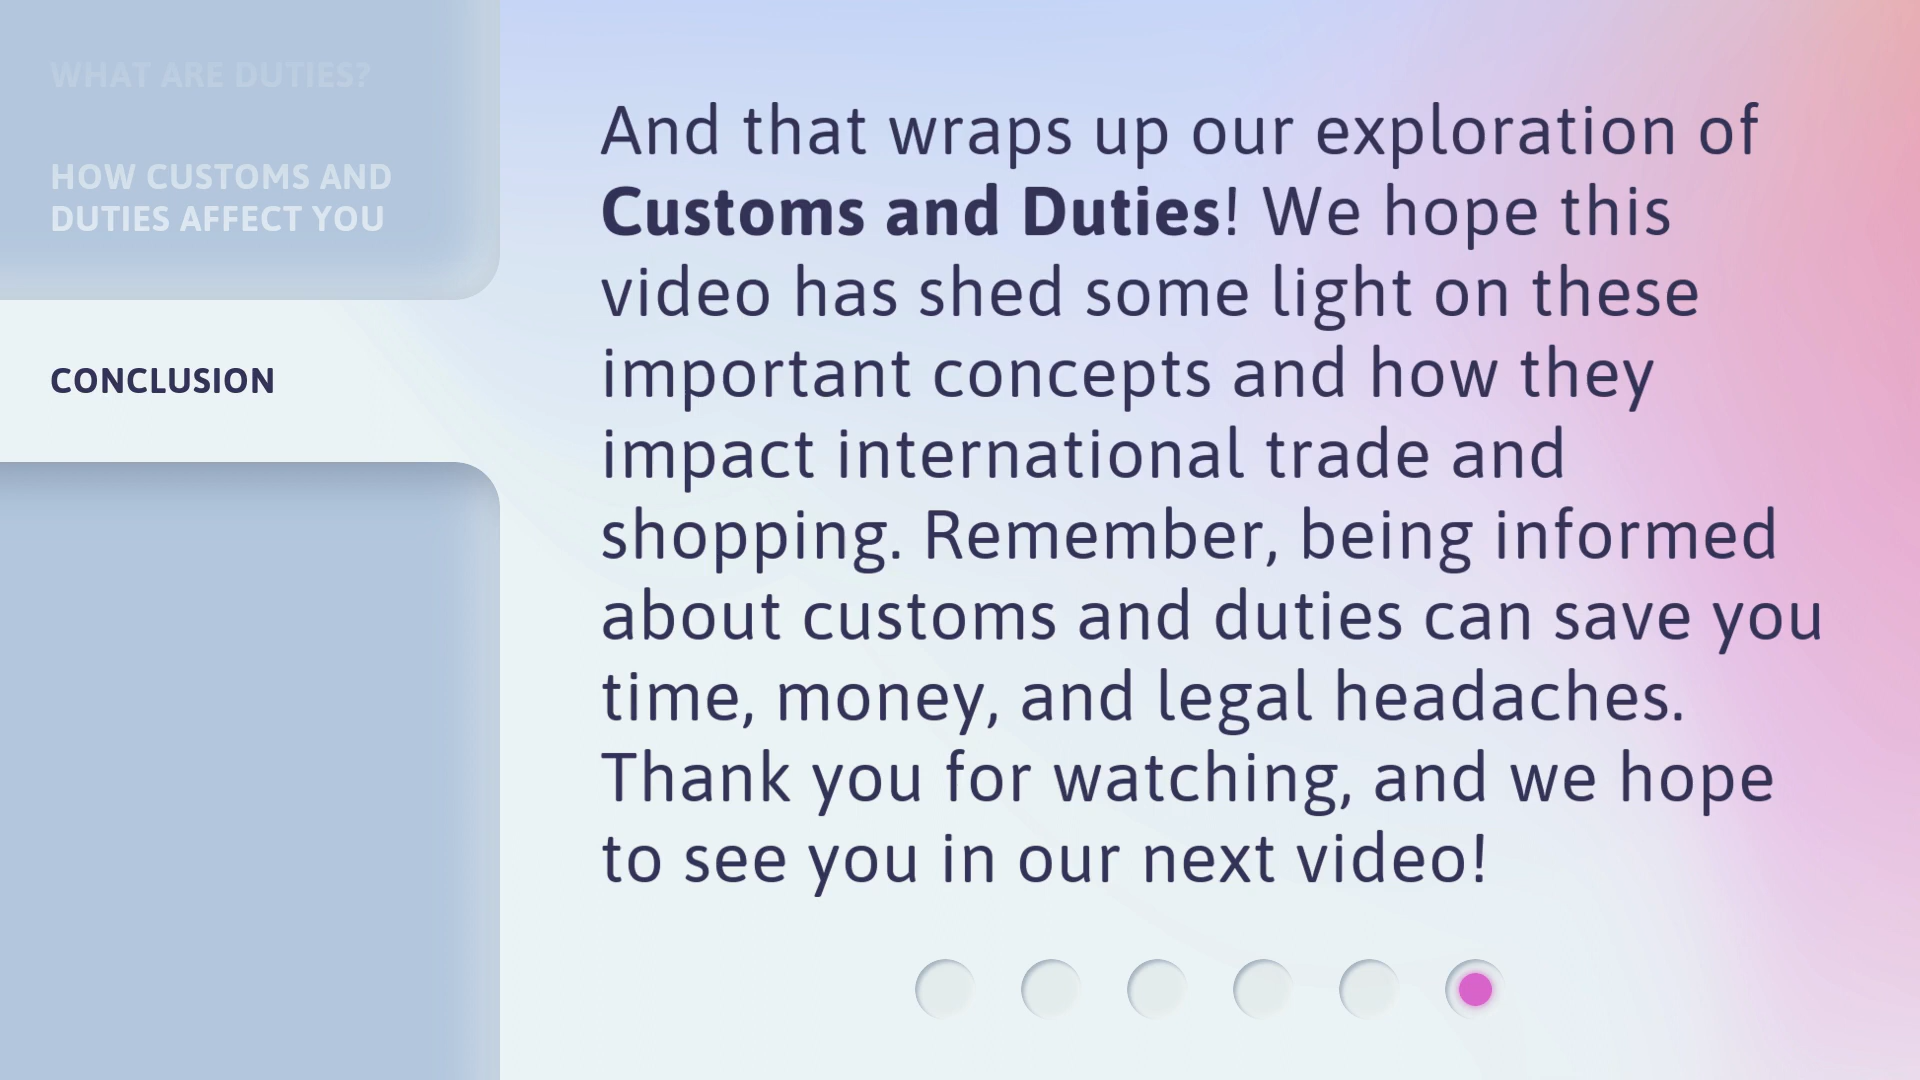 WHAT ARE DUTIES?
HOW CUSTOMS AND
DUTIES AFFECT YOU
CONCLUSION
And that wraps up our exploration of
Customs and Duties! We hope this
video has shed some light on these
important concepts and how they
impact international trade and
shopping. Remember, being informed
about customs and duties can save you
time, money, and legal headaches.
Thank you for watching, and we hope
to see you in our next video!